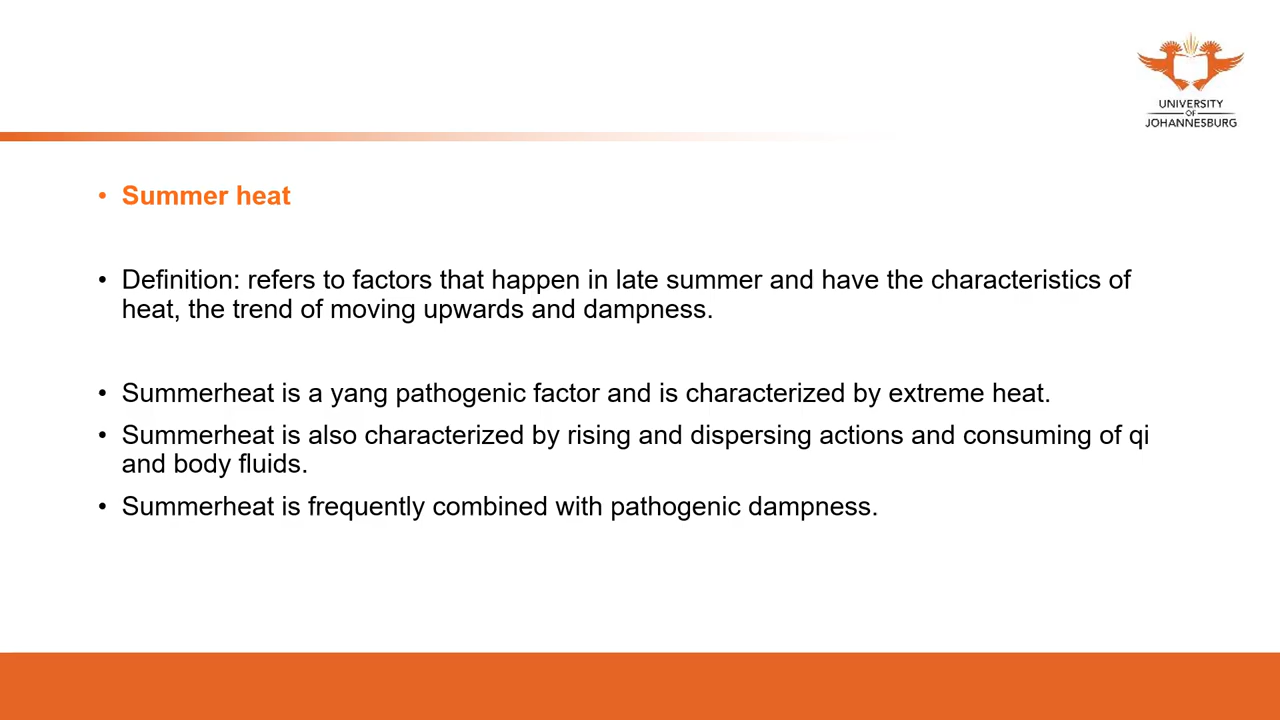 UNIVERSITY
OF
JOHANNESBURG
• Summer heat
• Definition: refers to factors that happen in late summer and have the characteristics of
heat, the trend of moving upwards and dampness.
• Summerheat is a yang pathogenic factor and is characterized by extreme heat.
• Summerheat is also characterized by rising and dispersing actions and consuming of qi
and body fluids.
• Summerheat is frequently combined with pathogenic dampness.